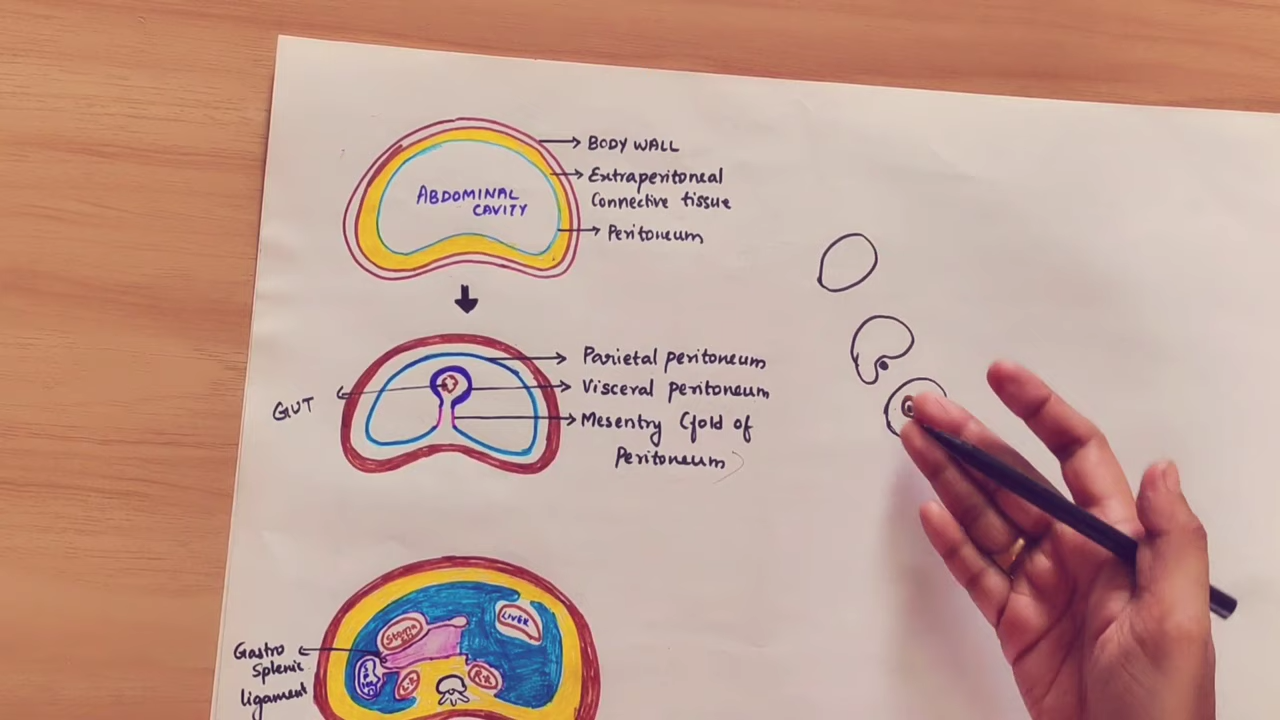 BODY WALL
Extraperitoneal
Connective tissue
ABDOMINAL
CAVITY
Peritoneum
Parietal peritoneum
Visceral peritoneum
GUT
Mesentry (fold of
Peritoneum)
LIVER
Gastro
Splenic
ligament
L.K
R.K